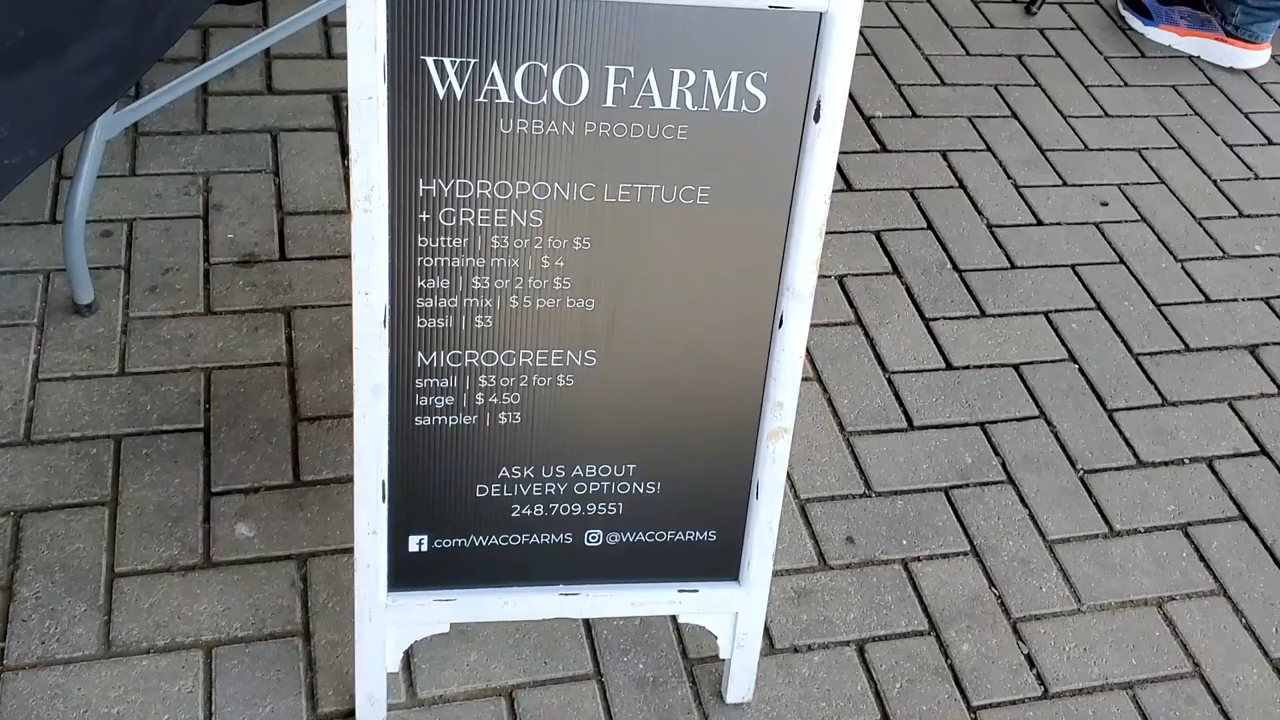 WACO FARMS
URBAN PRODUCE
HYDROPONIC LETTUCE
+ GREENS
butter | $3 or 2 for $5
romaine mix | $ 4
kale | $3 or 2 for $5
salad mix | $ 5 per bag
basil | $3
MICROGREENS
small | $3 or 2 for $5
large | $ 4.50
sampler | $13
ASK US ABOUT
DELIVERY OPTIONS!
248.709.9551
.com/WACOFARMS @WACOFARMS